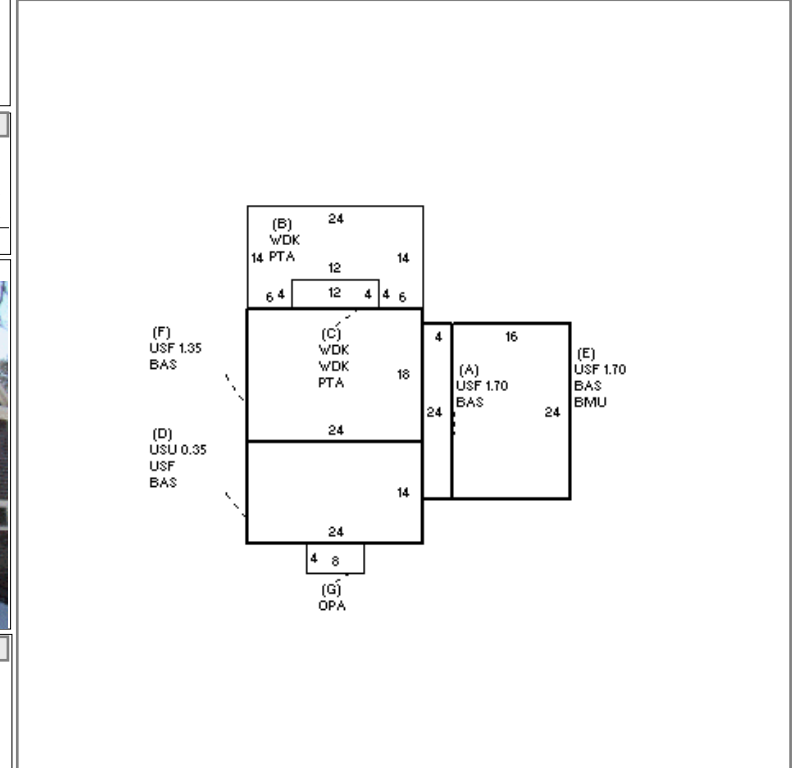 24
(B)
WDK
14 PTA
14
12
6 4
12
4 4 6
(F)
USF 1.35
BAS
(C)
WDK
WDK
PTA
18
4
16
(A)
USF 1.70
BAS
24
24
(E)
USF 1.70
BAS
BMU
24
(D)
USU 0.35
USF
BAS
14
24
4 8
(G)
OPA